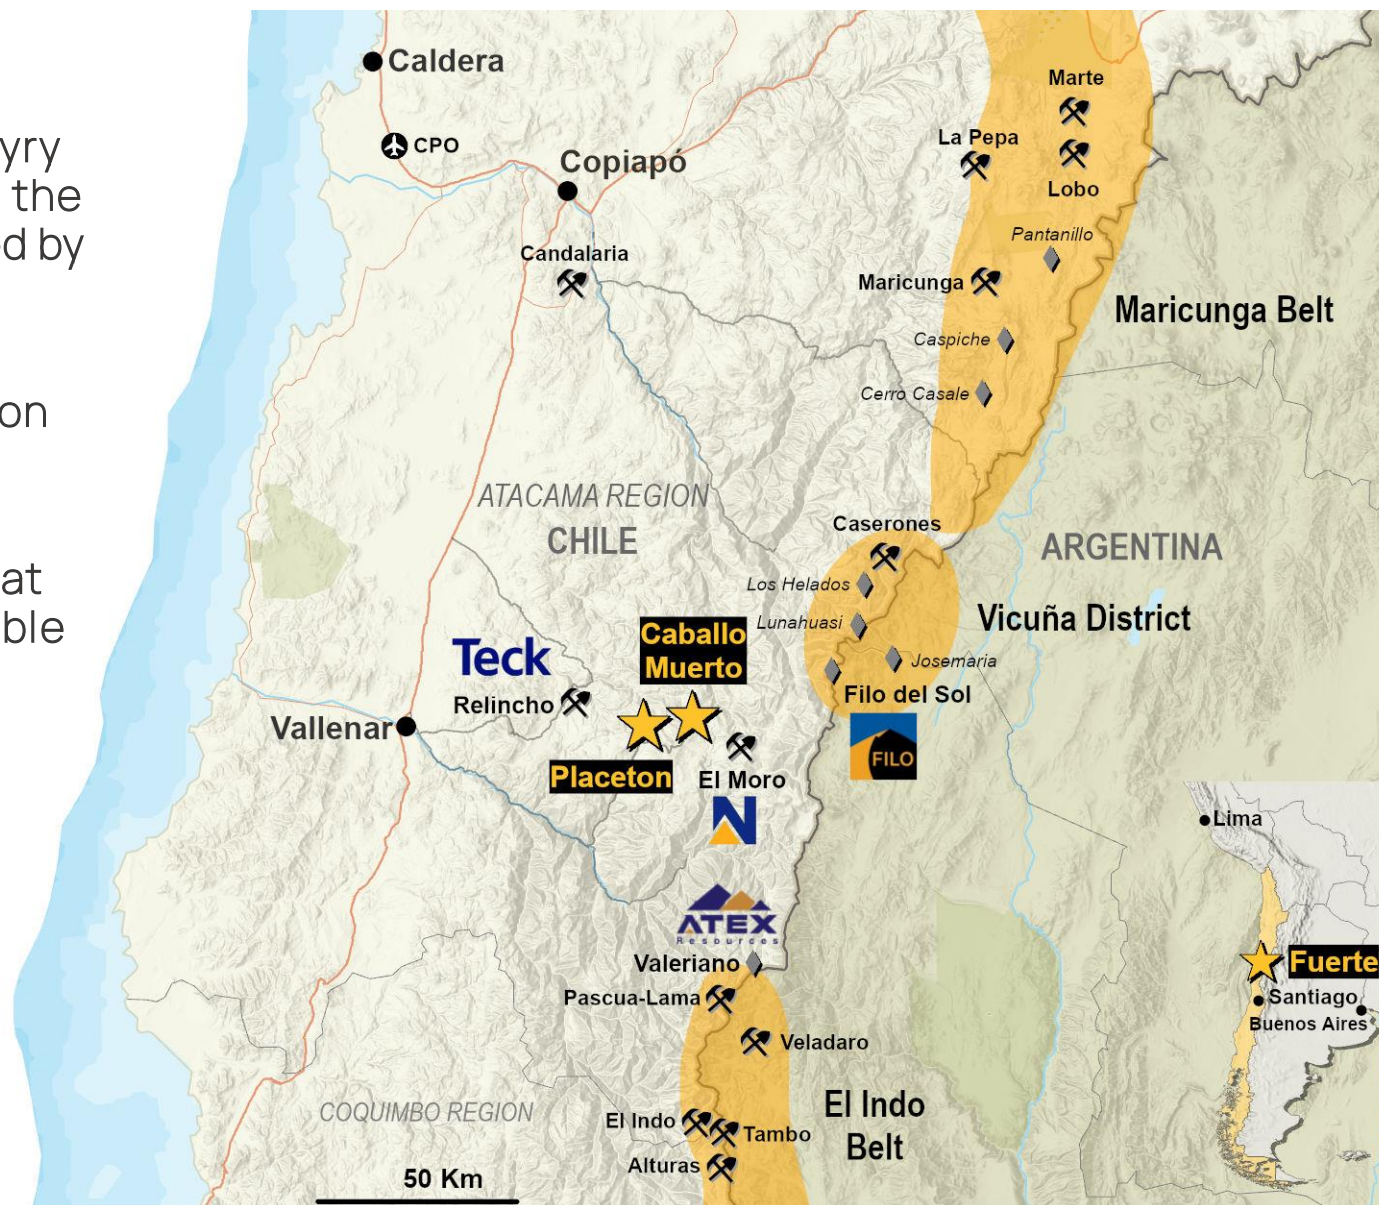 yry
the
d by
on
at
ble
Caldera
CPO
Copiapó
Candalaria
Marte
La Pepa
Lobo
Pantanillo
Maricunga
Maricunga Belt
Caspiche
Cerro Casale
ATACAMA REGION
CHILE
Caserones
ARGENTINA
Los Helados
Vicuña District
Lunahuasi
Josemaria
Filo del Sol
FILO
Caballo
Muerto
Teck
Relincho
Vallenar
Placeton
El Moro
N
ATEX
Resources
Valeriano
Pascua-Lama
Veladaro
El Indo
Belt
El Indo
Tambo
Alturas
COQUIMBO REGION
50 Km
Lima
Fuerte
Santiago
Buenos Aires